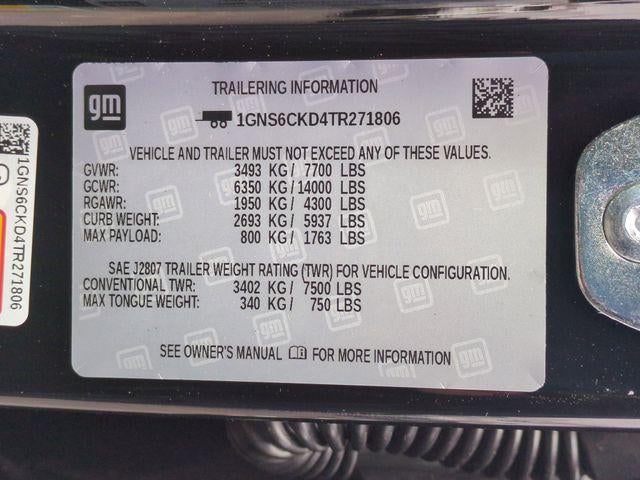 gm
TRAILERING INFORMATION
1GNS6CKD4TR271806
VEHICLE AND TRAILER MUST NOT EXCEED ANY OF THESE VALUES.
GVWR: 3493 KG/ 7700 LBS
GCWR: 6350 KG/14000 LBS
RGAWR: 1950 KG/ 4300 LBS
CURB WEIGHT: 2693 KG/ 5937 LBS
MAX PAYLOAD: 800 KG/ 1763 LBS
SAE J2807 TRAILER WEIGHT RATING (TWR) FOR VEHICLE CONFIGURATION.
CONVENTIONAL TWR: 3402 KG/ 7500 LBS
MAX TONGUE WEIGHT: 340 KG/ 750 LBS
SEE OWNER'S MANUAL FOR MORE INFORMATION
1GNS6CKD4TR271806